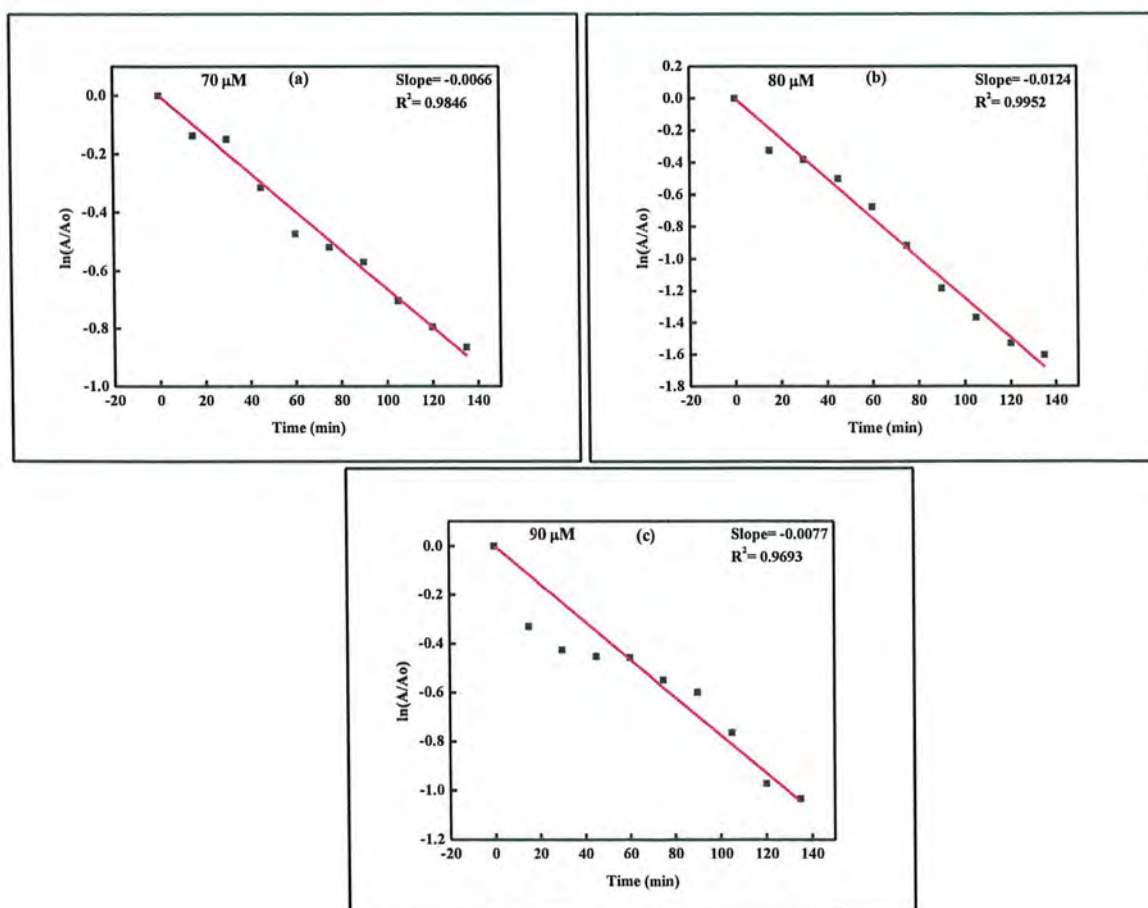 70 μM (a) Slope= -0.0066
R²= 0.9846
0.0
-0.2
-0.4
-0.6
-0.8
-1.0
ln(A/Ao)
-20 0 20 40 60 80 100 120 140
Time (min)
80 μM (b) Slope= -0.0124
R²= 0.9952
0.2
0.0
-0.2
-0.4
-0.6
-0.8
-1.0
-1.2
-1.4
-1.6
-1.8
ln(A/Ao)
-20 0 20 40 60 80 100 120 140
Time (min)
90 μM (c) Slope= -0.0077
R²= 0.9693
0.0
-0.2
-0.4
-0.6
-0.8
-1.0
-1.2
ln(A/Ao)
-20 0 20 40 60 80 100 120 140
Time (min)